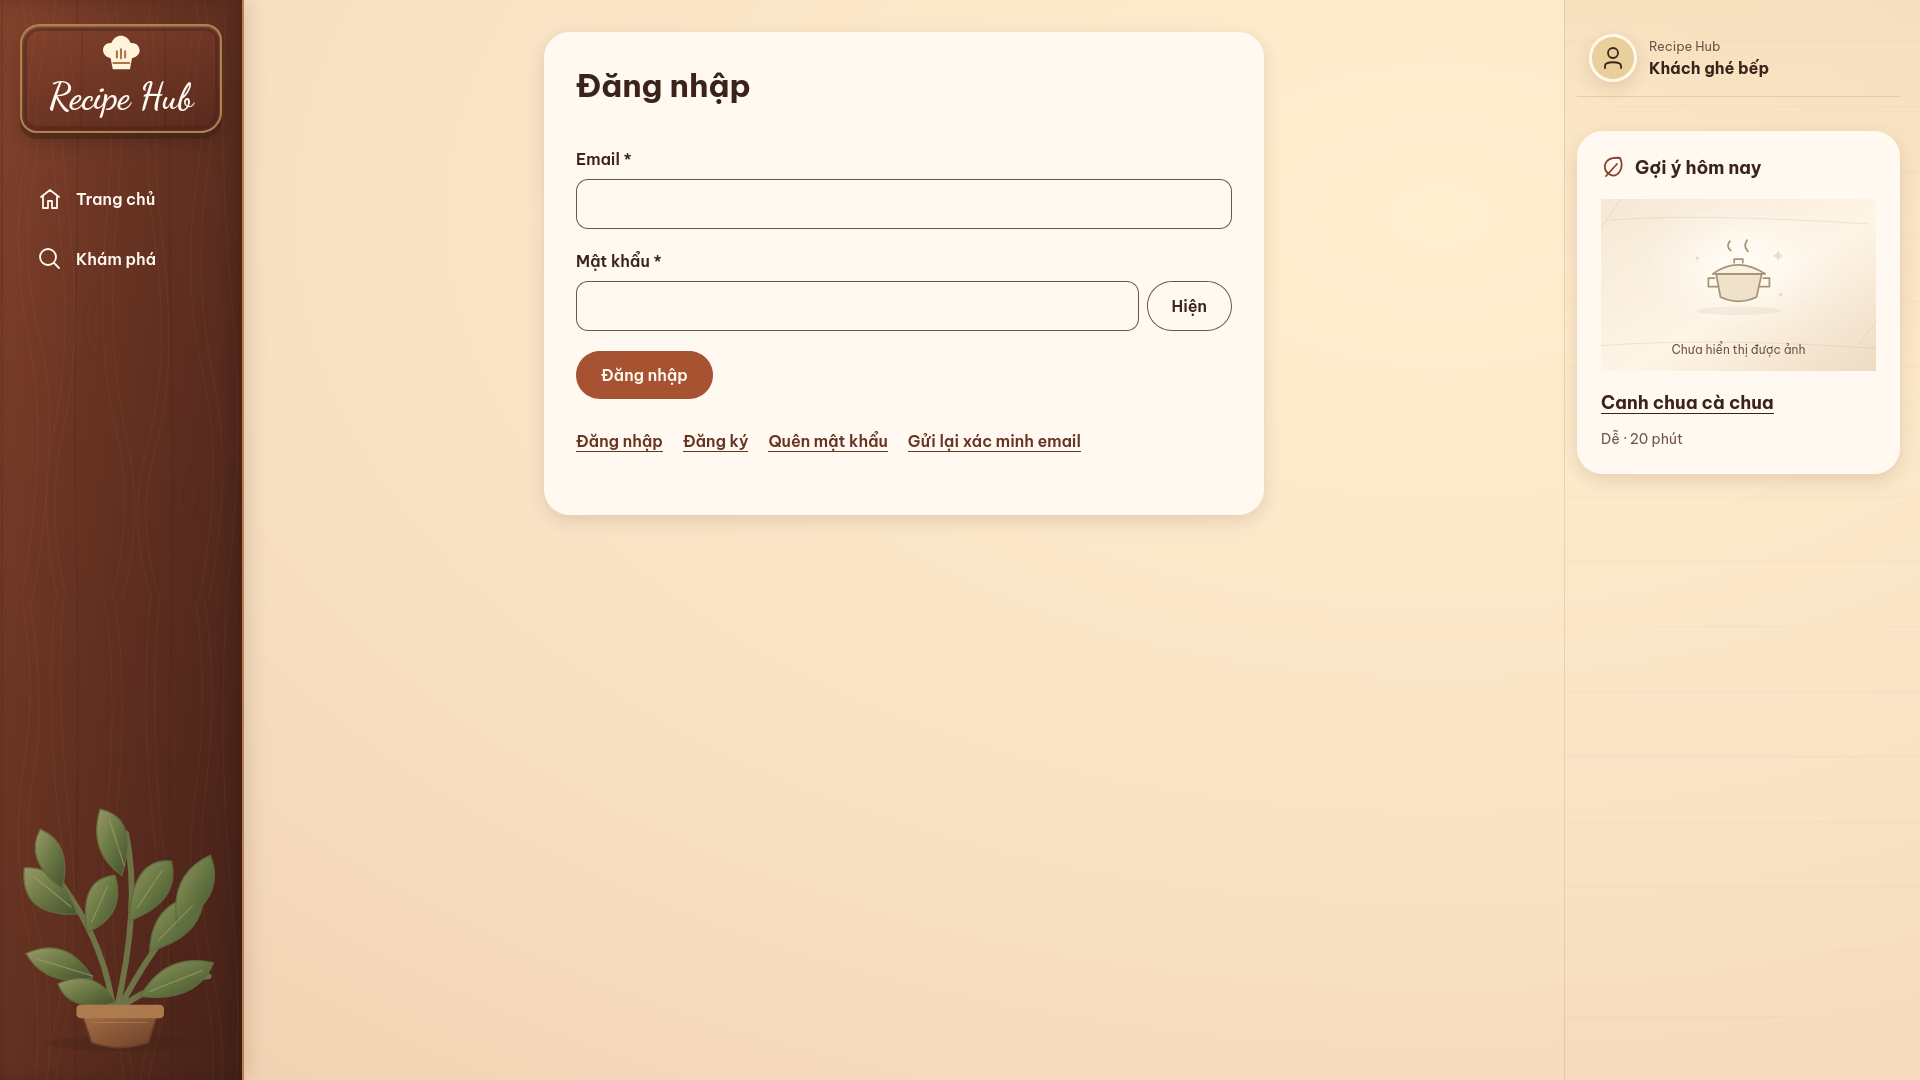 Recipe Hub
Trang chủ
Khám phá
Đăng nhập
Email *
Mật khẩu *
Hiện
Đăng nhập
Đăng nhập Đăng ký Quên mật khẩu Gửi lại xác minh email
Recipe Hub
Khách ghé bếp
Gợi ý hôm nay
Chưa hiển thị được ảnh
Canh chua cà chua
Dễ · 20 phút